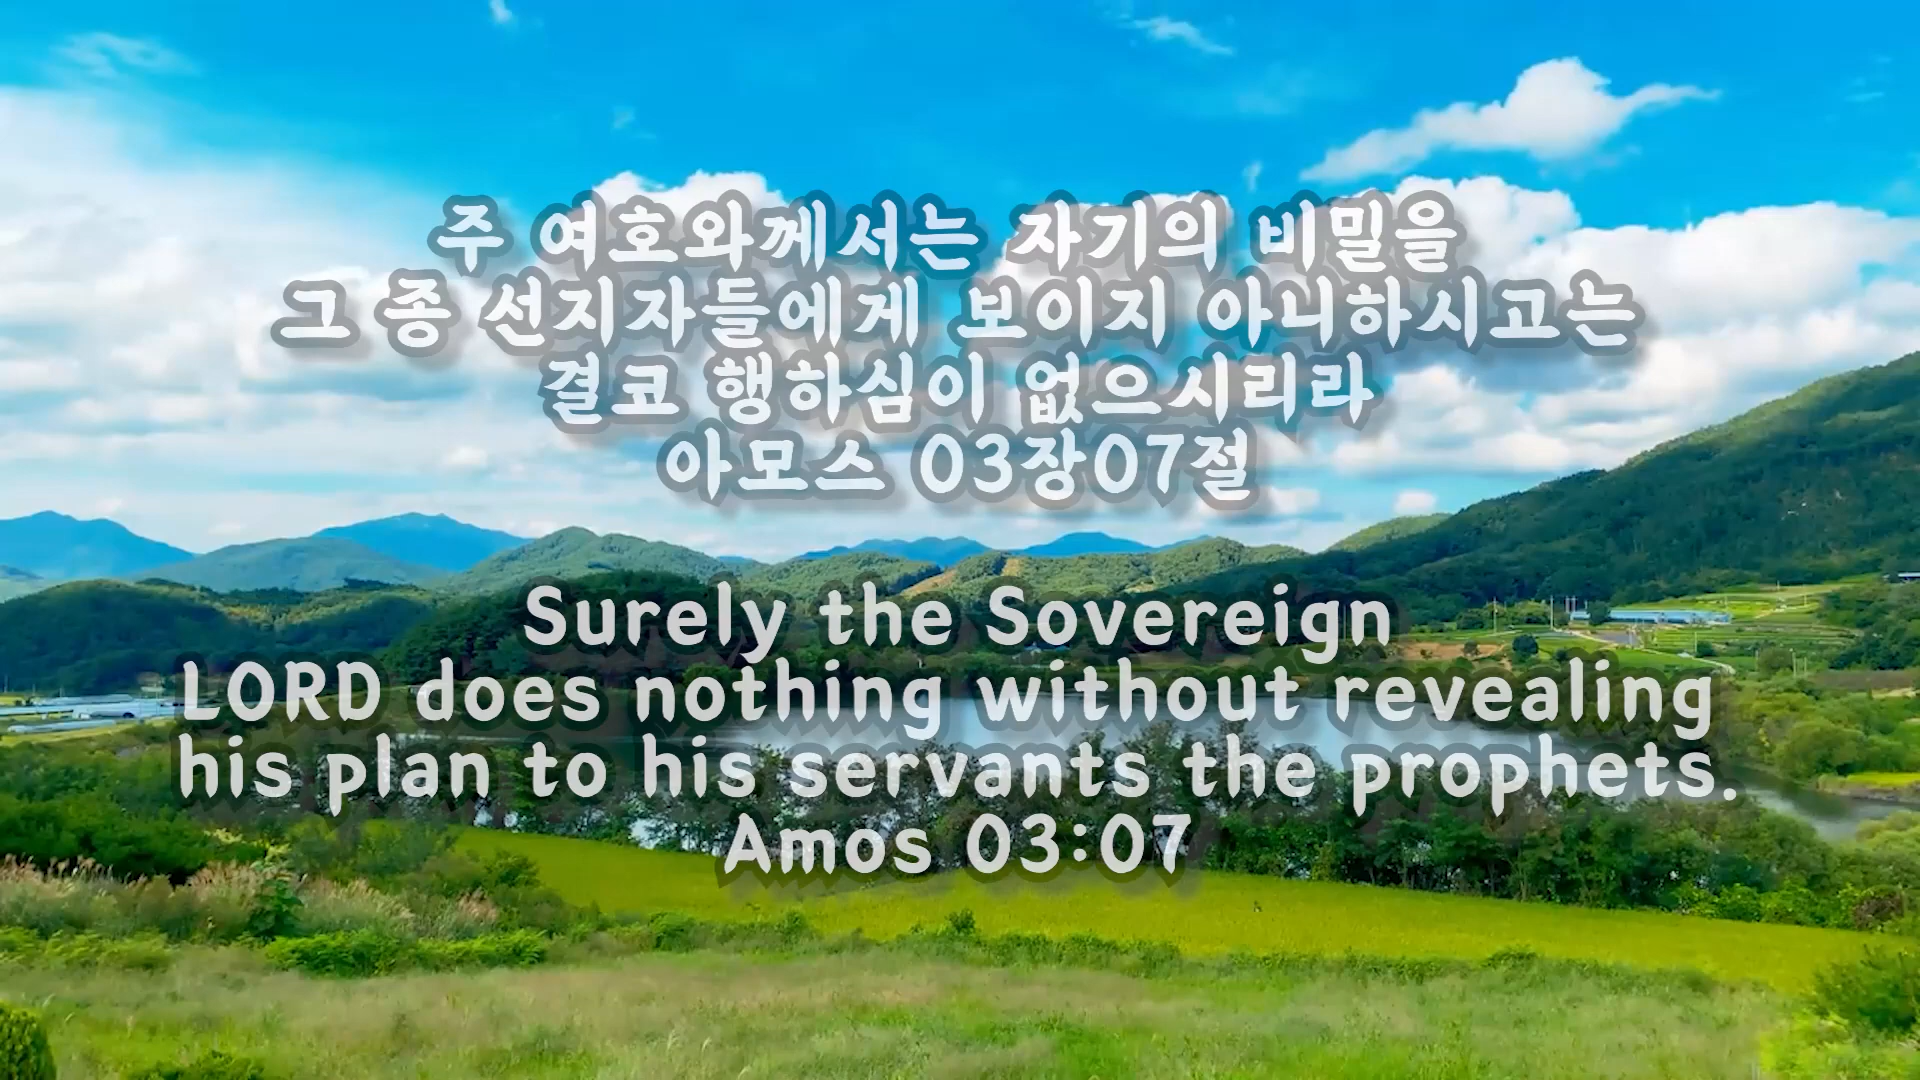 주 여호와께서는 자기의 비밀을
그 종 선지자들에게 보이지 아니하시고는
결코 행하심이 없으시리라
아모스 03장07절
Surely the Sovereign
LORD does nothing without revealing
his plan to his servants the prophets.
Amos 03:07